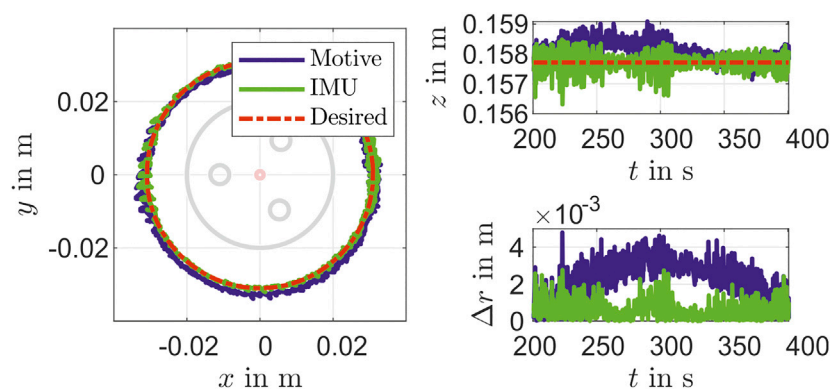 Motive
IMU
Desired
0.02
0
-0.02
y in m
-0.02 0 0.02
x in m
0.159
0.158
0.157
0.156
z in m
200 250 300 350 400
t in s
×10⁻³
4
2
0
Δr in m
200 250 300 350 400
t in s